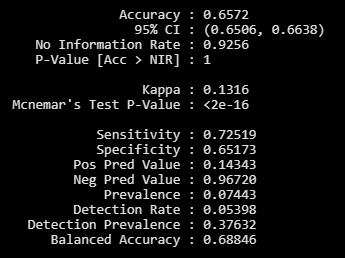 Accuracy : 0.6572
95% CI : (0.6506, 0.6638)
No Information Rate : 0.9256
P-Value [Acc > NIR] : 1
Kappa : 0.1316
Mcnemar's Test P-Value : <2e-16
Sensitivity : 0.72519
Specificity : 0.65173
Pos Pred Value : 0.14343
Neg Pred Value : 0.96720
Prevalence : 0.07443
Detection Rate : 0.05398
Detection Prevalence : 0.37632
Balanced Accuracy : 0.68846